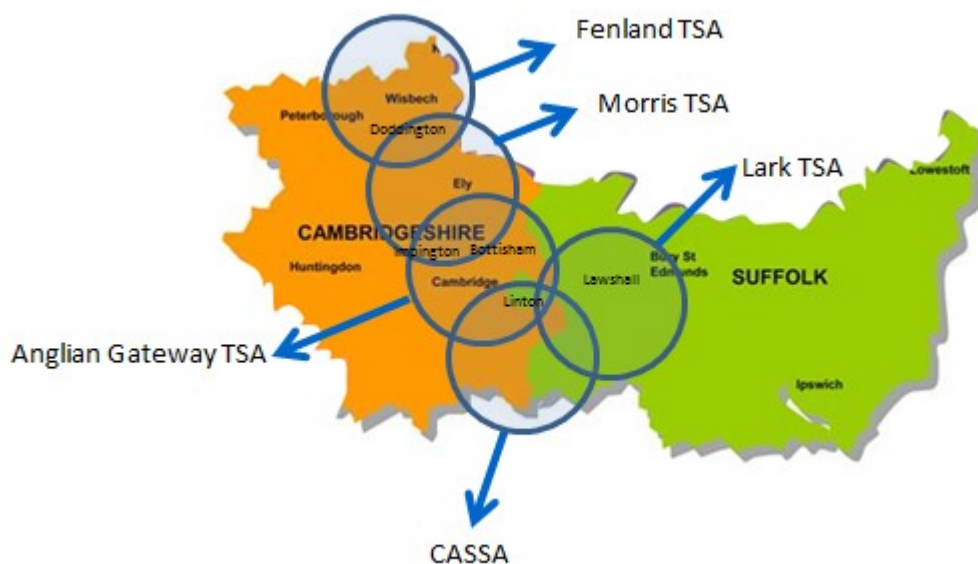 Fenland TSA
Morris TSA
Wisbech
Peterborough
Doddington
Lark TSA
Lowestoft
Ely
CAMBRIDGESHIRE
Impington
Bottisham
Bury St
Edmunds
Huntingdon
Cambridge
Lawshall
SUFFOLK
Linton
Anglian Gateway TSA
Ipswich
CASSA